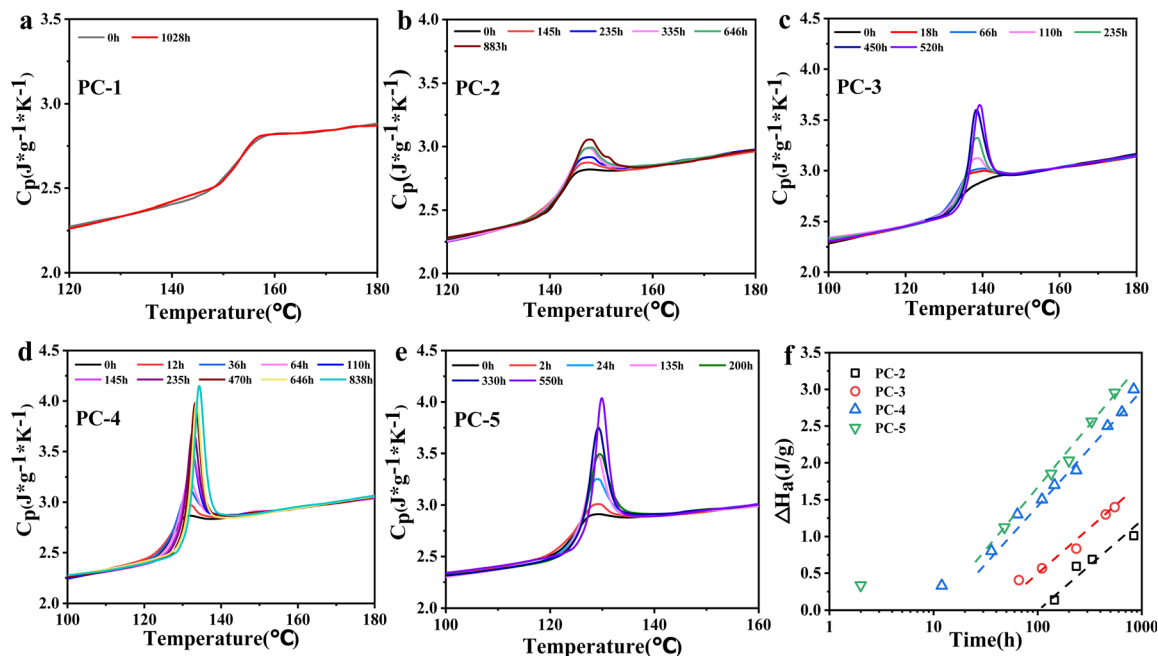 a
3.5
3.0
2.5
2.0
Cp(J*g⁻¹*K⁻¹)
0h 1028h
PC-1
120 140 160 180
Temperature(°C)
b
4.0
3.5
3.0
2.5
2.0
Cp(J*g⁻¹*K⁻¹)
0h 145h 235h 335h 646h
883h
PC-2
120 140 160 180
Temperature(°C)
c
4.5
4.0
3.5
3.0
2.5
2.0
Cp(J*g⁻¹*K⁻¹)
0h 18h 66h 110h 235h
450h 520h
PC-3
100 120 140 160 180
Temperature(°C)
d
4.5
4.0
3.5
3.0
2.5
2.0
Cp(J*g⁻¹*K⁻¹)
0h 12h 36h 64h 110h
145h 235h 470h 646h 838h
PC-4
100 120 140 160 180
Temperature(°C)
e
4.5
4.0
3.5
3.0
2.5
2.0
Cp(J*g⁻¹*K⁻¹)
0h 2h 24h 135h 200h
330h 550h
PC-5
100 120 140 160
Temperature(°C)
f
3.5
3.0
2.5
2.0
1.5
1.0
0.5
0.0
ΔHa(J/g)
PC-2
PC-3
PC-4
PC-5
1 10 100 1000
Time(h)